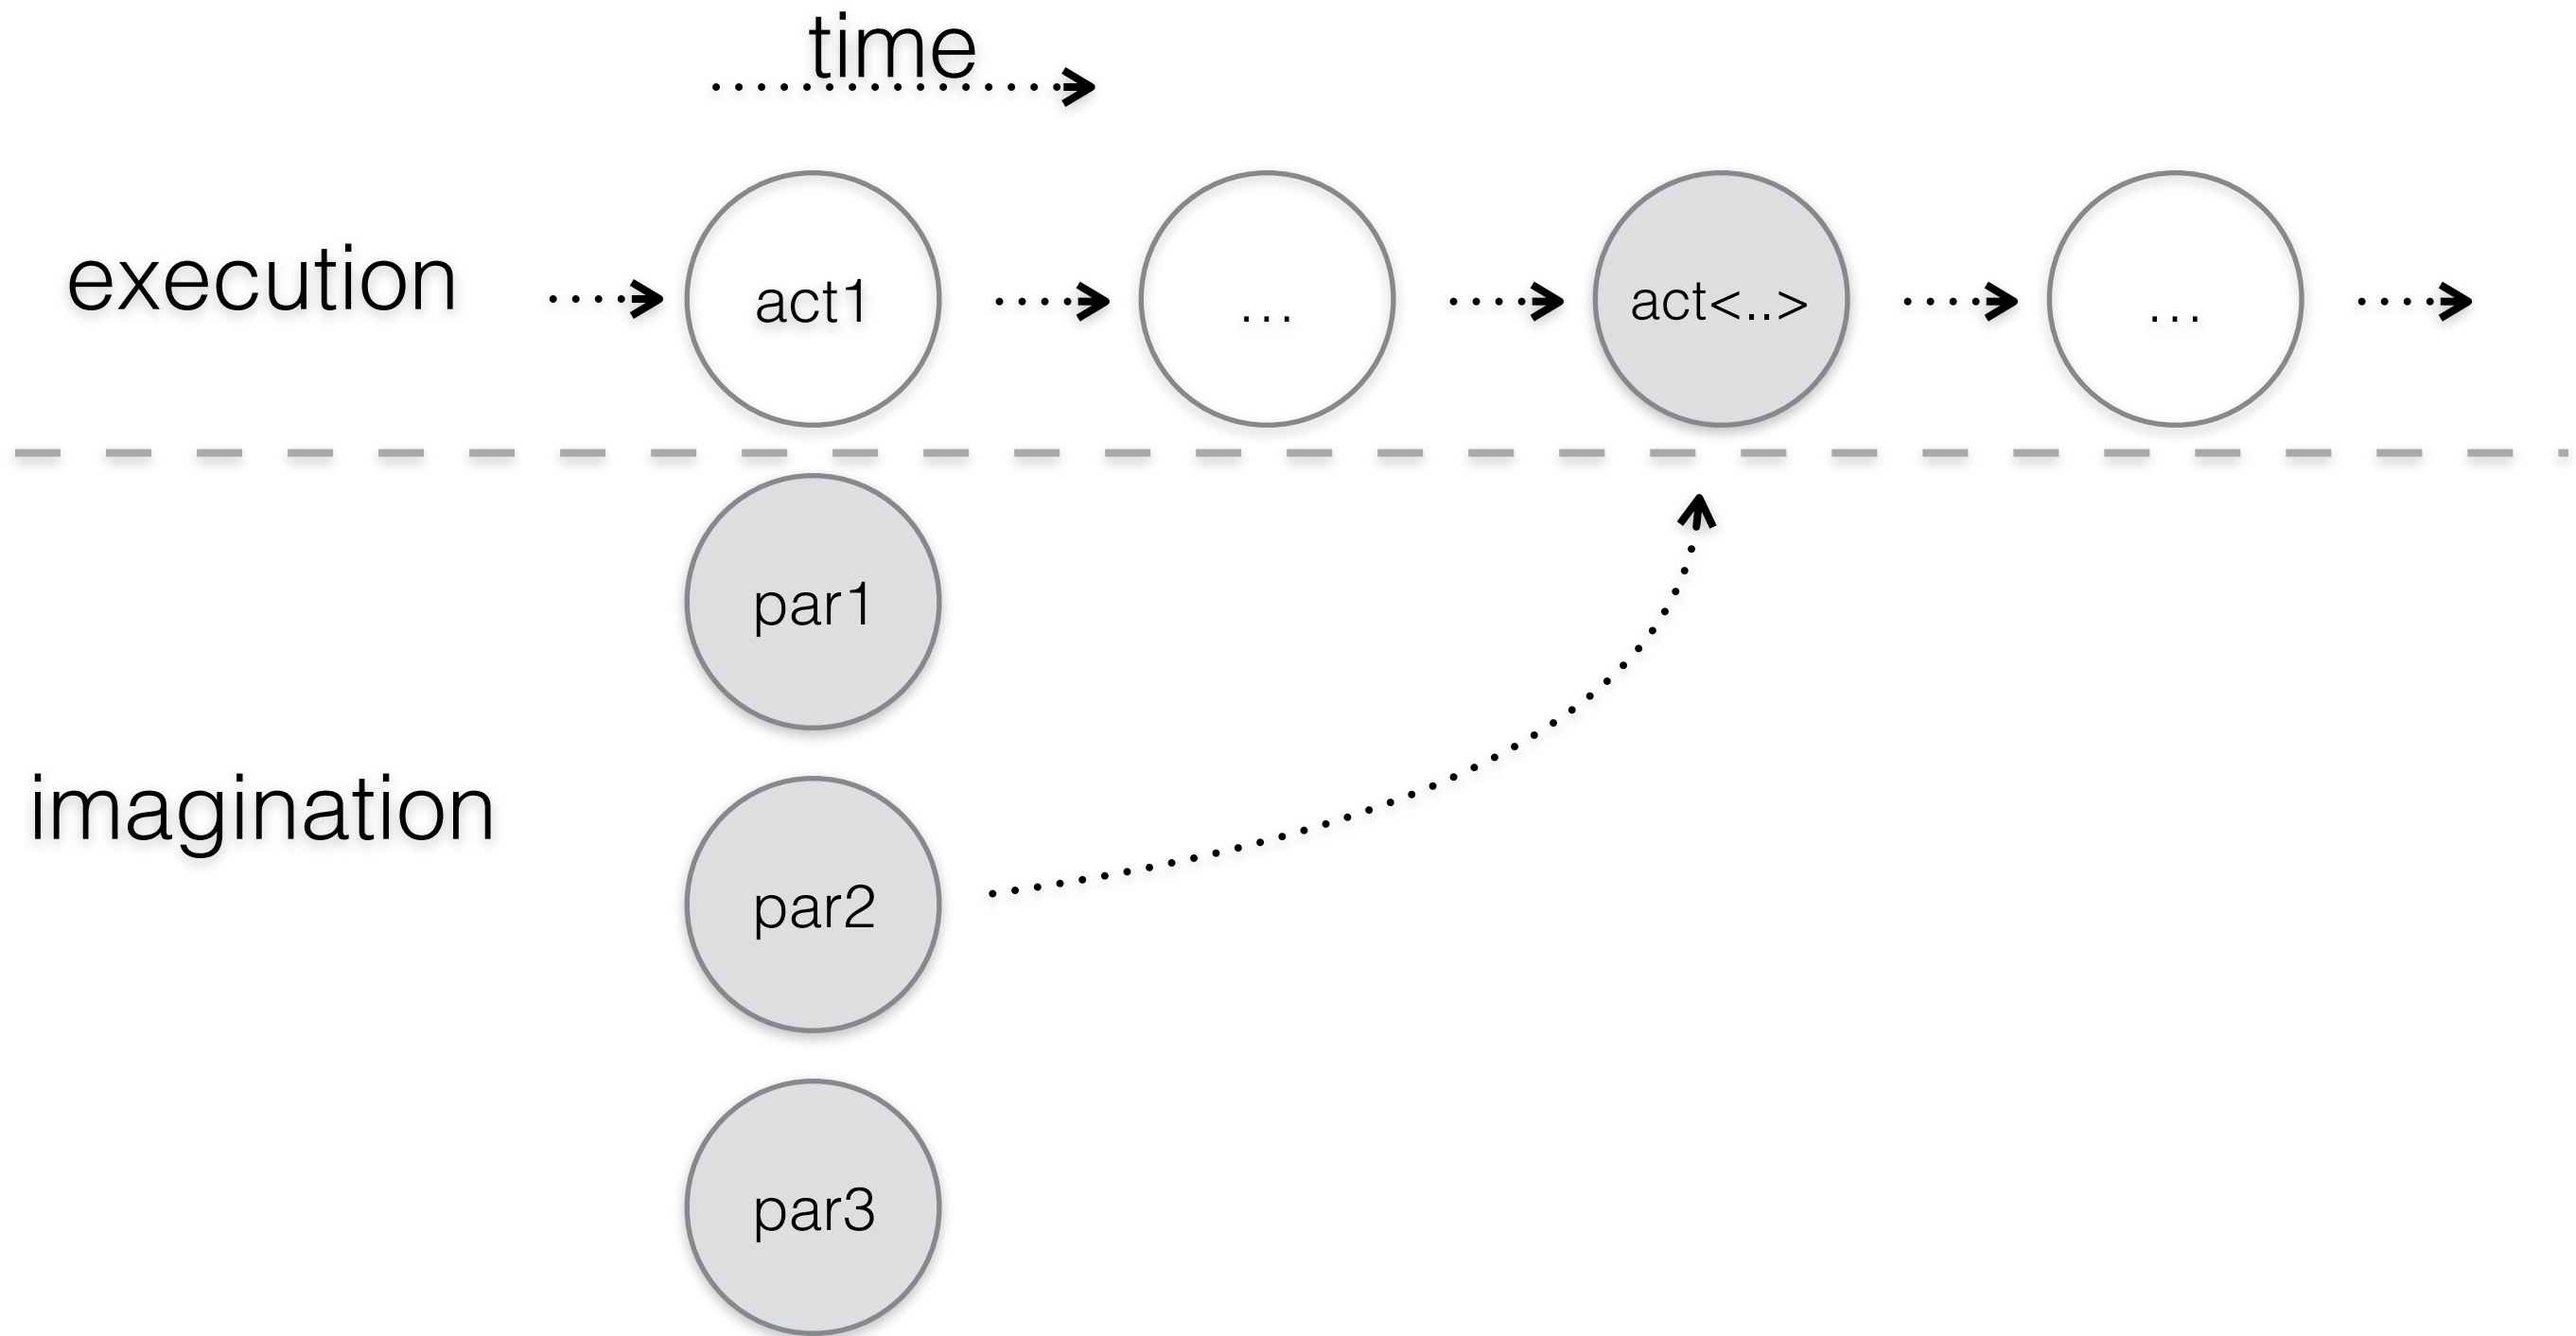 time
execution
act1
...
act<..>
...
par1
imagination
par2
par3